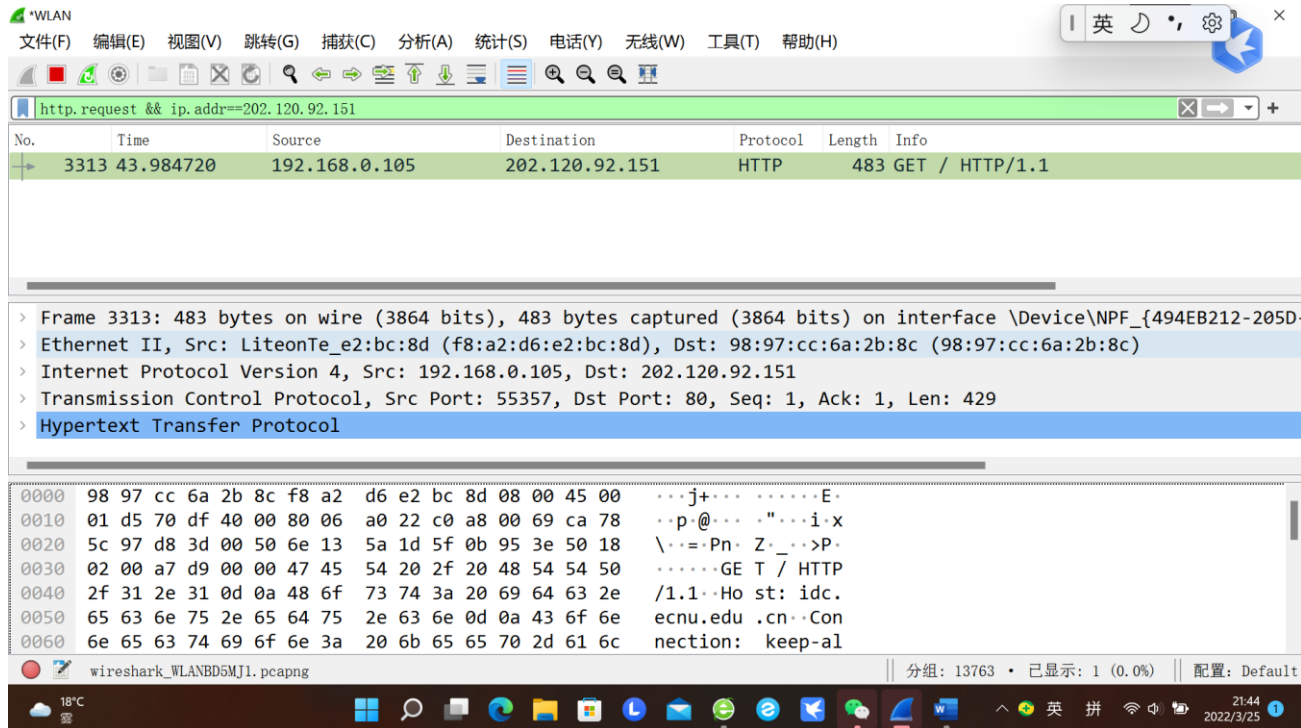 *WLAN
英
文件(F) 编辑(E) 视图(V) 跳转(G) 捕获(C) 分析(A) 统计(S) 电话(Y) 无线(W) 工具(T) 帮助(H)
http.request && ip.addr==202.120.92.151
No. Time Source Destination Protocol Length Info
3313 43.984720 192.168.0.105 202.120.92.151 HTTP 483 GET / HTTP/1.1
Frame 3313: 483 bytes on wire (3864 bits), 483 bytes captured (3864 bits) on interface \Device\NPF_{494EB212-205D-
Ethernet II, Src: LiteonTe_e2:bc:8d (f8:a2:d6:e2:bc:8d), Dst: 98:97:cc:6a:2b:8c (98:97:cc:6a:2b:8c)
Internet Protocol Version 4, Src: 192.168.0.105, Dst: 202.120.92.151
Transmission Control Protocol, Src Port: 55357, Dst Port: 80, Seq: 1, Ack: 1, Len: 429
Hypertext Transfer Protocol
0000 98 97 cc 6a 2b 8c f8 a2 d6 e2 bc 8d 08 00 45 00 ···j+··· ······E·
0010 01 d5 70 df 40 00 80 06 a0 22 c0 a8 00 69 ca 78 ··p·@··· ·"···i·x
0020 5c 97 d8 3d 00 50 6e 13 5a 1d 5f 0b 95 3e 50 18 \··=·Pn· Z·_··>P·
0030 02 00 a7 d9 00 00 47 45 54 20 2f 20 48 54 54 50 ······GE T / HTTP
0040 2f 31 2e 31 0d 0a 48 6f 73 74 3a 20 69 64 63 2e /1.1··Ho st: idc.
0050 65 63 6e 75 2e 65 64 75 2e 63 6e 0d 0a 43 6f 6e ecnu.edu .cn··Con
0060 6e 65 63 74 69 6f 6e 3a 20 6b 65 65 70 2d 61 6c nection: keep-al
wireshark_WLANBD5MJ1.pcapng 分组: 13763 · 已显示: 1 (0.0%) 配置: Default
18°C
雾
英 拼
21:44
2022/3/25
1